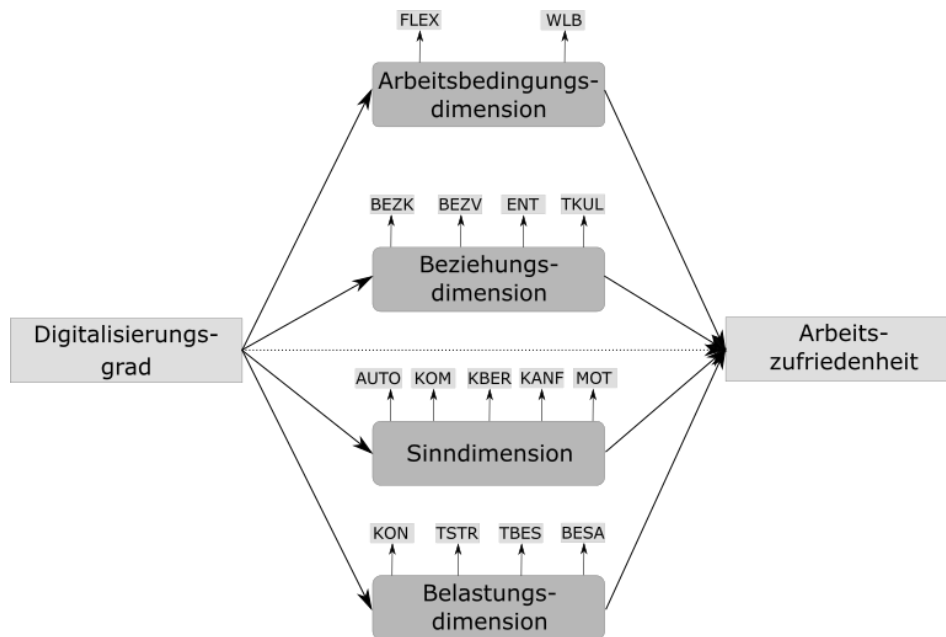 FLEX WLB
Arbeitsbedingungs-
dimension
BEZK BEZV ENT TKUL
Beziehungs-
dimension
Digitalisierungs-
grad
Arbeits-
zufriedenheit
AUTO KOM KBER KANF MOT
Sinndimension
KON TSTR TBES BESA
Belastungs-
dimension